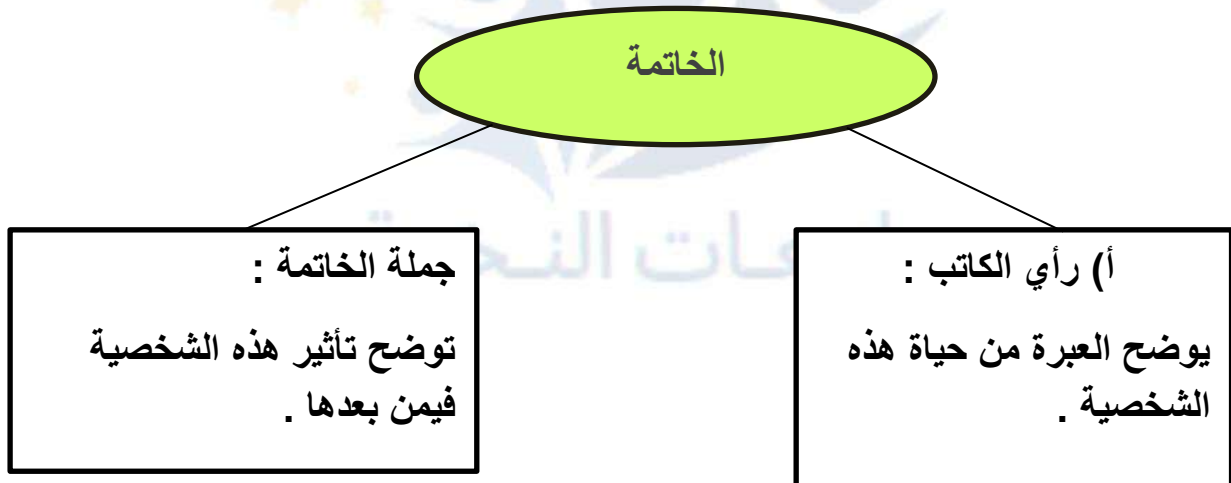 الخاتمة
أ) رأي الكاتب :
يوضح العبرة من حياة هذه
الشخصية .
جملة الخاتمة :
توضح تأثير هذه الشخصية
فيمن بعدها .